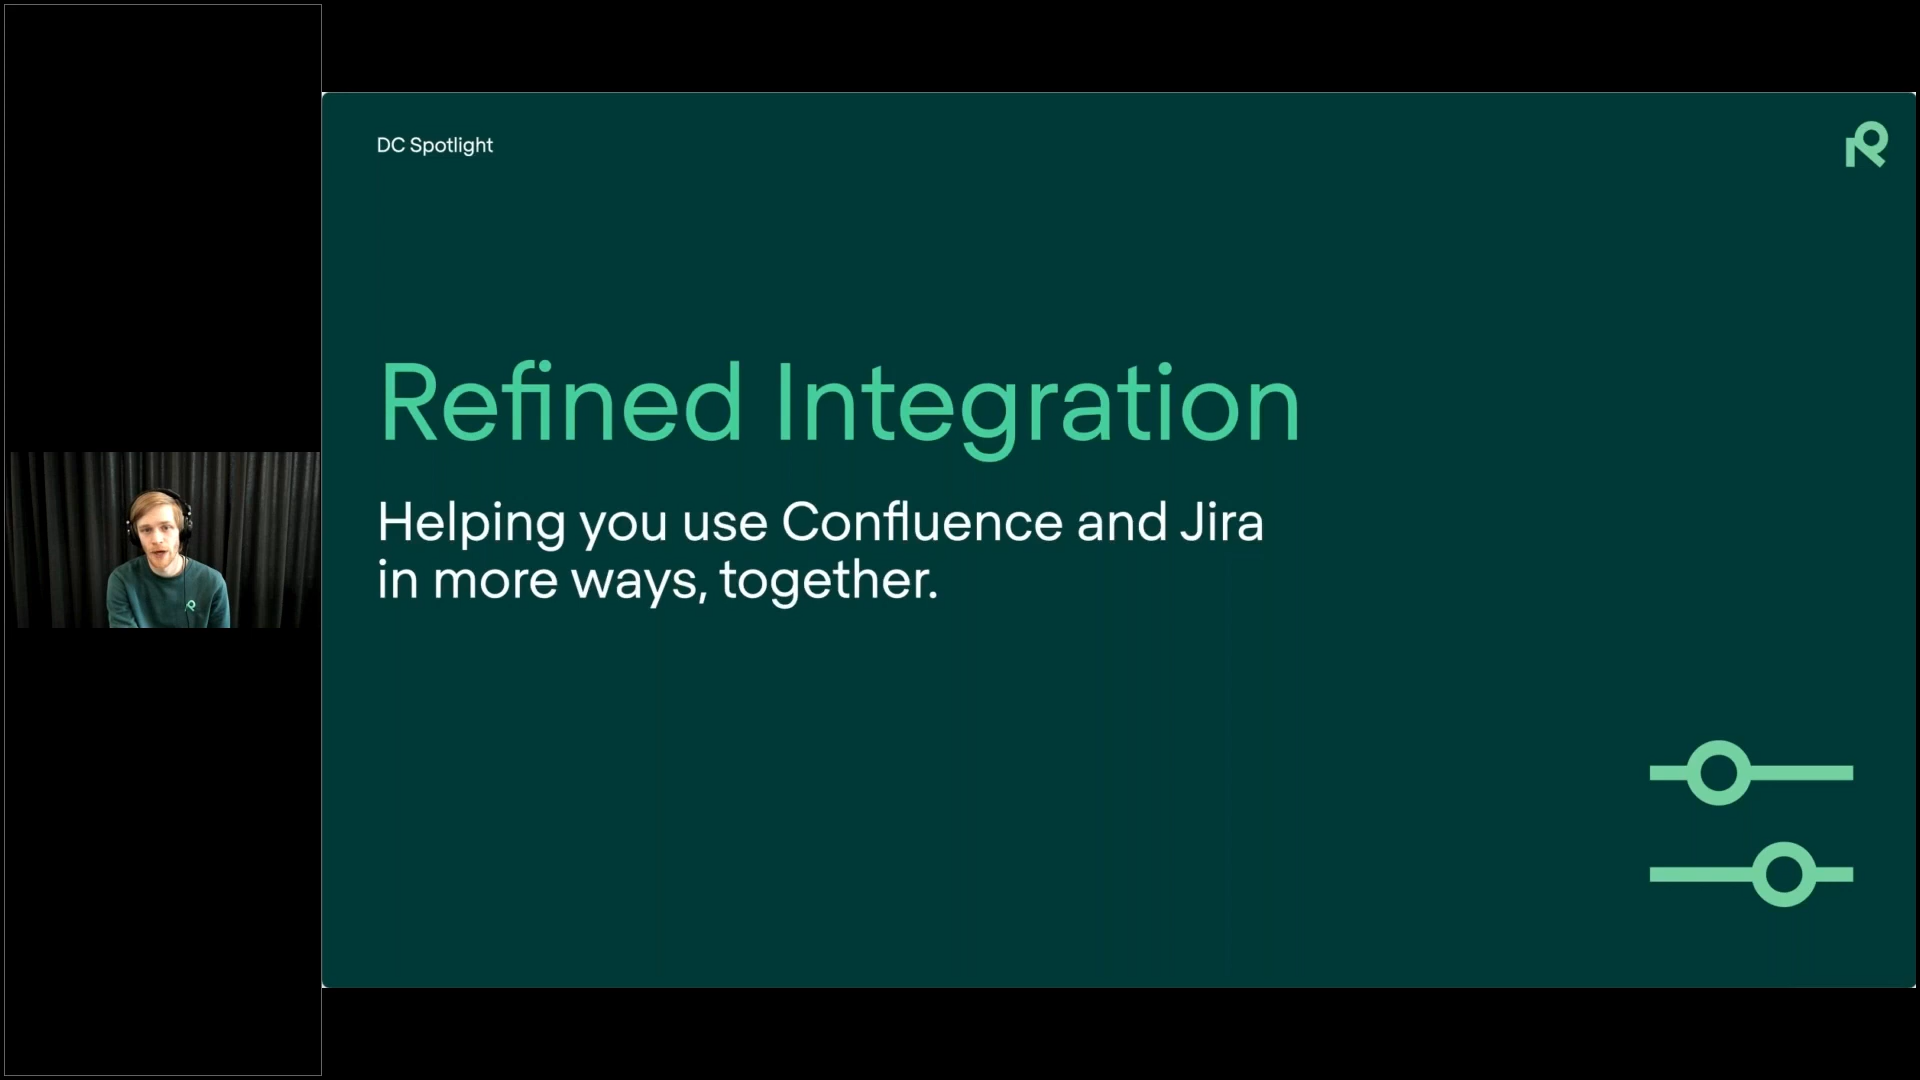 DC Spotlight
Refined Integration
Helping you use Confluence and Jira
in more ways, together.